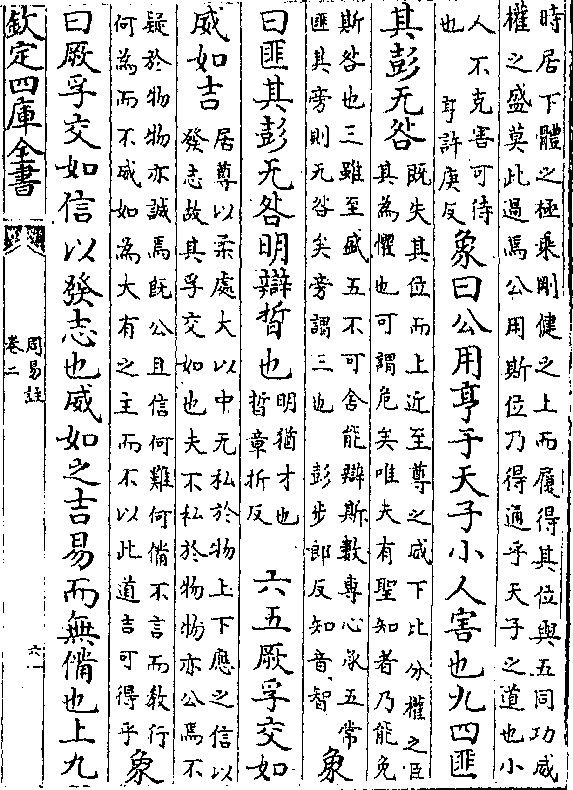 時居下體之極乗剛健之上而履得其位與五同功威
權之盛莫此過焉公用斯位乃得通乎天子之道也小
人不克害可待
也　亨許庚反
象曰公用亨于天子小人害也九四匪
其彭无咎
既失其位而上近至尊之威下比分權之臣
其為懼也可謂危矣唯夫有聖知者乃能免
斯咎也三雖至盛五不可舎能辯斯數專心承五常
匪其旁則无咎矣旁謂三也　彭步郎反知音智
象
曰匪其彭无咎明辯晢也
明猶才也
晢章折反
六五厥孚交如
威如吉
居尊以柔處大以中无私於物上下應之信以
發志故其孚交如也夫不私於物物亦公焉不
疑於物物亦誠焉既公且信何難何備不言而教行
何為而不威如為大有之主而不以此道吉可得乎
象
曰厥孚交如信以發志也威如之吉易而無備也上九
欽定四庫全書
周易註
卷二
六